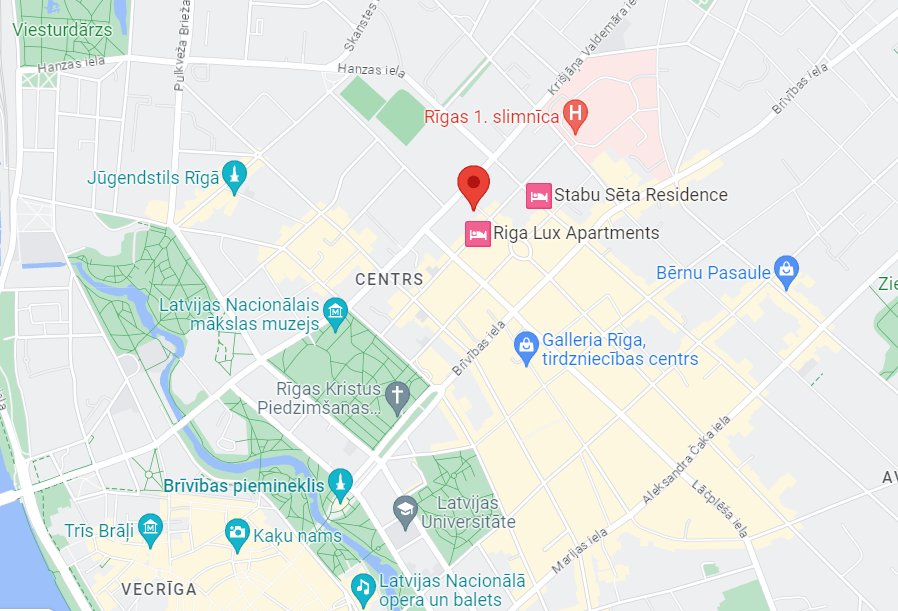 Viesturdārzs
Hanzas iela
Pulkveža Brieža
Skanstes
Hanzas iela
Krišjāņa Valdemāra ie
Brīvības iela
Rīgas 1. slimnīca
H
Jūgendstils Rīgā
Stabu Sēta Residence
Riga Lux Apartments
Bērnu Pasaule
CENTRS
Zie
Latvijas Nacionālais
mākslas muzejs
Brīvības iela
Galleria Rīga,
tirdzniecības centrs
Rīgas Kristus
Piedzimšanas...
Aleksandra Čaka iela
Lāčplēša iela
AV
Brīvības piemineklis
Latvijas
Universitāte
Trīs Brāļi
Kaķu nams
Marijas iela
VECRĪGA
Latvijas Nacionālā
opera un balets